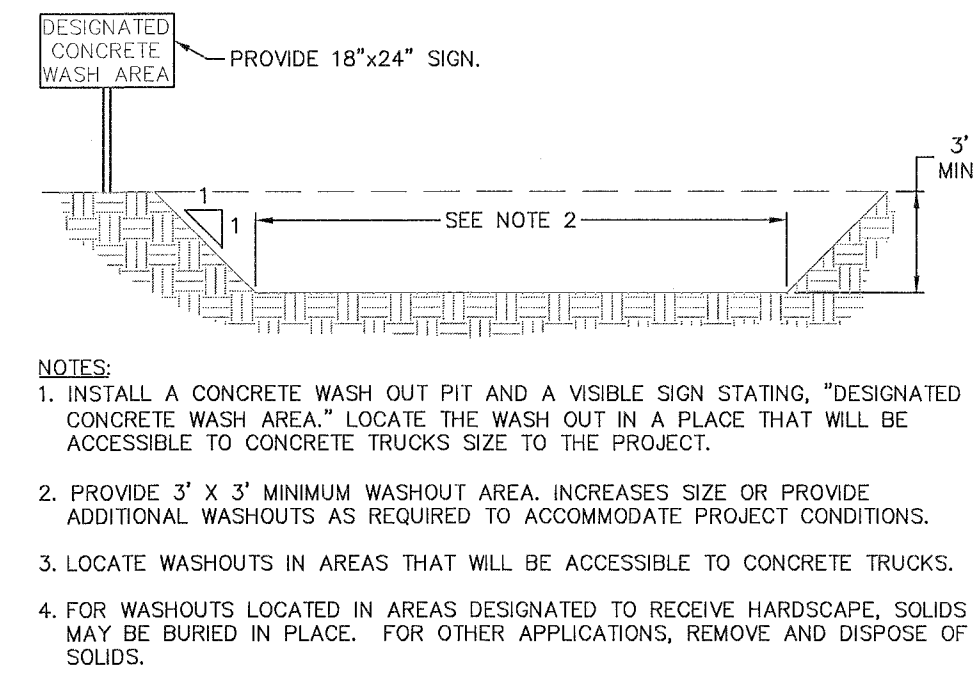 DESIGNATED
CONCRETE
WASH AREA
PROVIDE 18"x24" SIGN.
3'
MIN
1
1
SEE NOTE 2
NOTES:
1. INSTALL A CONCRETE WASH OUT PIT AND A VISIBLE SIGN STATING, "DESIGNATED
CONCRETE WASH AREA." LOCATE THE WASH OUT IN A PLACE THAT WILL BE
ACCESSIBLE TO CONCRETE TRUCKS SIZE TO THE PROJECT.
2. PROVIDE 3' X 3' MINIMUM WASHOUT AREA. INCREASES SIZE OR PROVIDE
ADDITIONAL WASHOUTS AS REQUIRED TO ACCOMMODATE PROJECT CONDITIONS.
3. LOCATE WASHOUTS IN AREAS THAT WILL BE ACCESSIBLE TO CONCRETE TRUCKS.
4. FOR WASHOUTS LOCATED IN AREAS DESIGNATED TO RECEIVE HARDSCAPE, SOLIDS
MAY BE BURIED IN PLACE. FOR OTHER APPLICATIONS, REMOVE AND DISPOSE OF
SOLIDS.